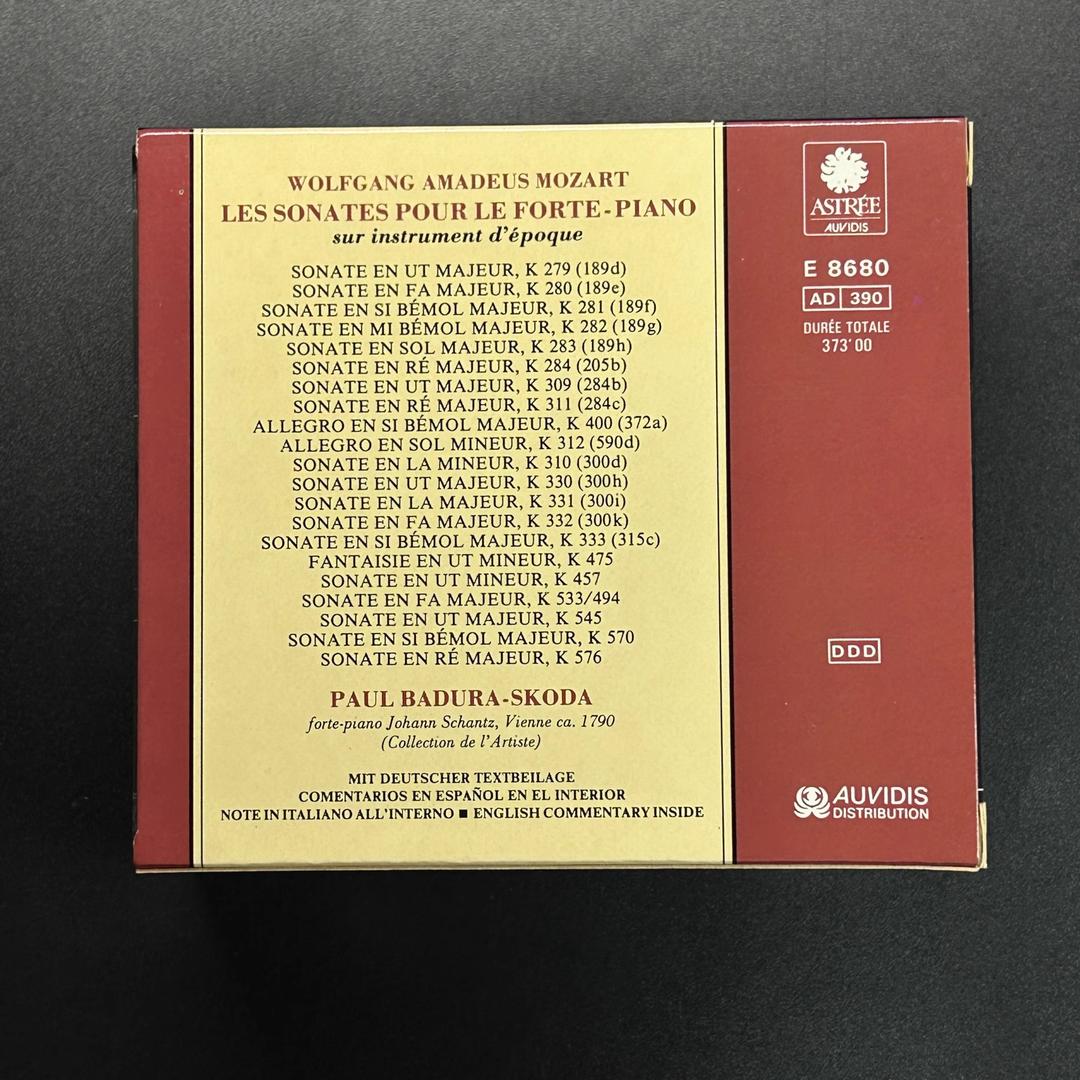 WOLFGANG AMADEUS MOZART
LES SONATES POUR LE FORTE-PIANO
sur instrument d'époque
SONATE EN UT MAJEUR, K 279 (189d)
SONATE EN FA MAJEUR, K 280 (189e)
SONATE EN SI BÉMOL MAJEUR, K 281 (189f)
SONATE EN MI BÉMOL MAJEUR, K 282 (189g)
SONATE EN SOL MAJEUR, K 283 (189h)
SONATE EN RÉ MAJEUR, K 284 (205b)
SONATE EN UT MAJEUR, K 309 (284b)
SONATE EN RÉ MAJEUR, K 311 (284c)
ALLEGRO EN SI BÉMOL MAJEUR, K 400 (372a)
ALLEGRO EN SOL MINEUR, K 312 (590d)
SONATE EN LA MINEUR, K 310 (300d)
SONATE EN UT MAJEUR, K 330 (300h)
SONATE EN LA MAJEUR, K 331 (300i)
SONATE EN FA MAJEUR, K 332 (300k)
SONATE EN SI BÉMOL MAJEUR, K 333 (315c)
FANTAISIE EN UT MINEUR, K 475
SONATE EN UT MINEUR, K 457
SONATE EN FA MAJEUR, K 533/494
SONATE EN UT MAJEUR, K 545
SONATE EN SI BÉMOL MAJEUR, K 570
SONATE EN RÉ MAJEUR, K 576
PAUL BADURA-SKODA
forte-piano Johann Schantz, Vienne ca. 1790
(Collection de l'Artiste)
MIT DEUTSCHER TEXTBEILAGE
COMENTARIOS EN ESPAÑOL EN EL INTERIOR
NOTE IN ITALIANO ALL'INTERNO ■ ENGLISH COMMENTARY INSIDE
ASTRÉE
AUVIDIS
E 8680
AD 390
DURÉE TOTALE
373'00
DDD
AUVIDIS
DISTRIBUTION